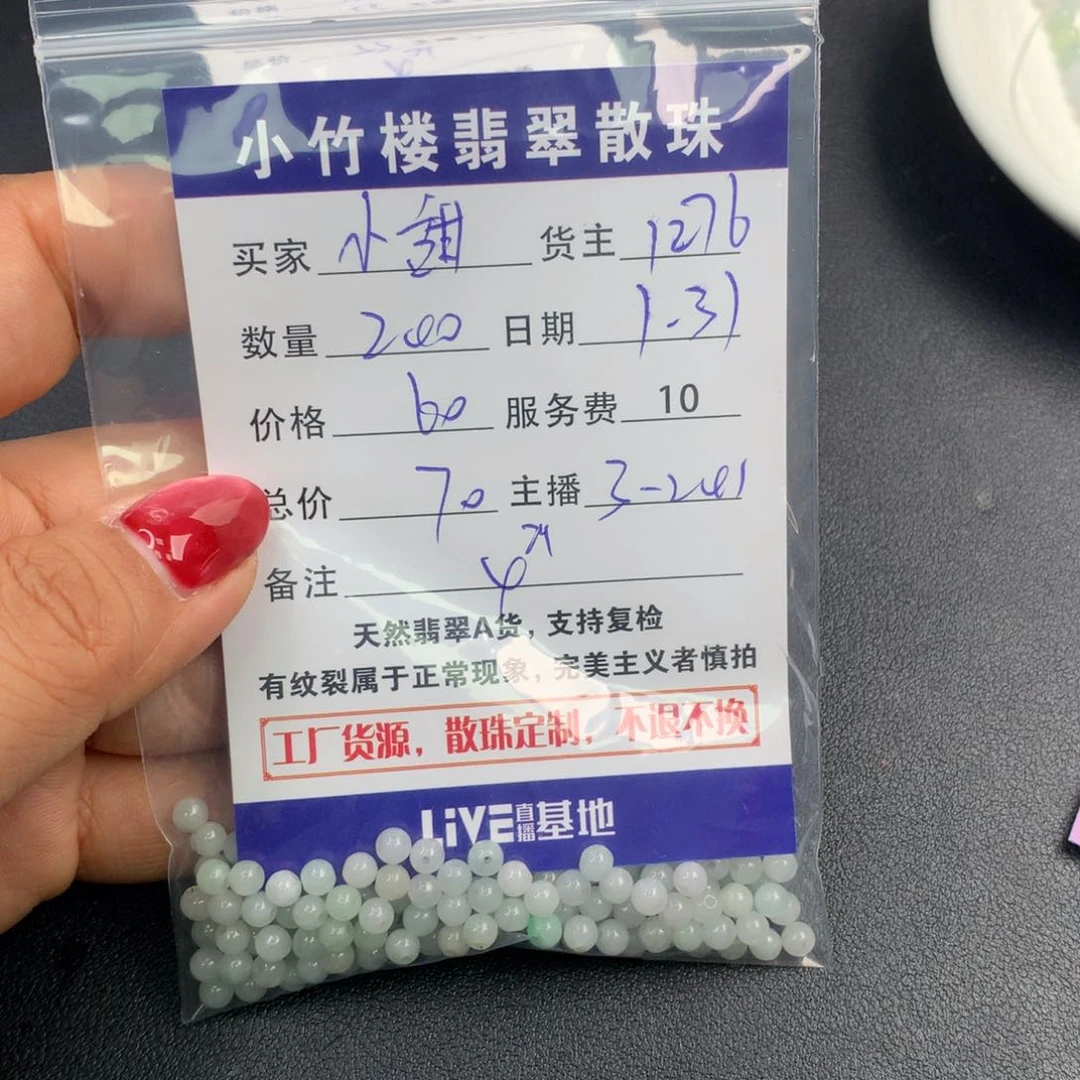 小竹楼翡翠散珠
买家 小甜 货主 1276
数量 200 日期 1.31
价格 60 服务费 10
总价 70 主播 3-201
备注
天然翡翠A货，支持复检
有纹裂属于正常现象，完美主义者慎拍
工厂货源，散珠定制，不退不换
LiVE直播基地